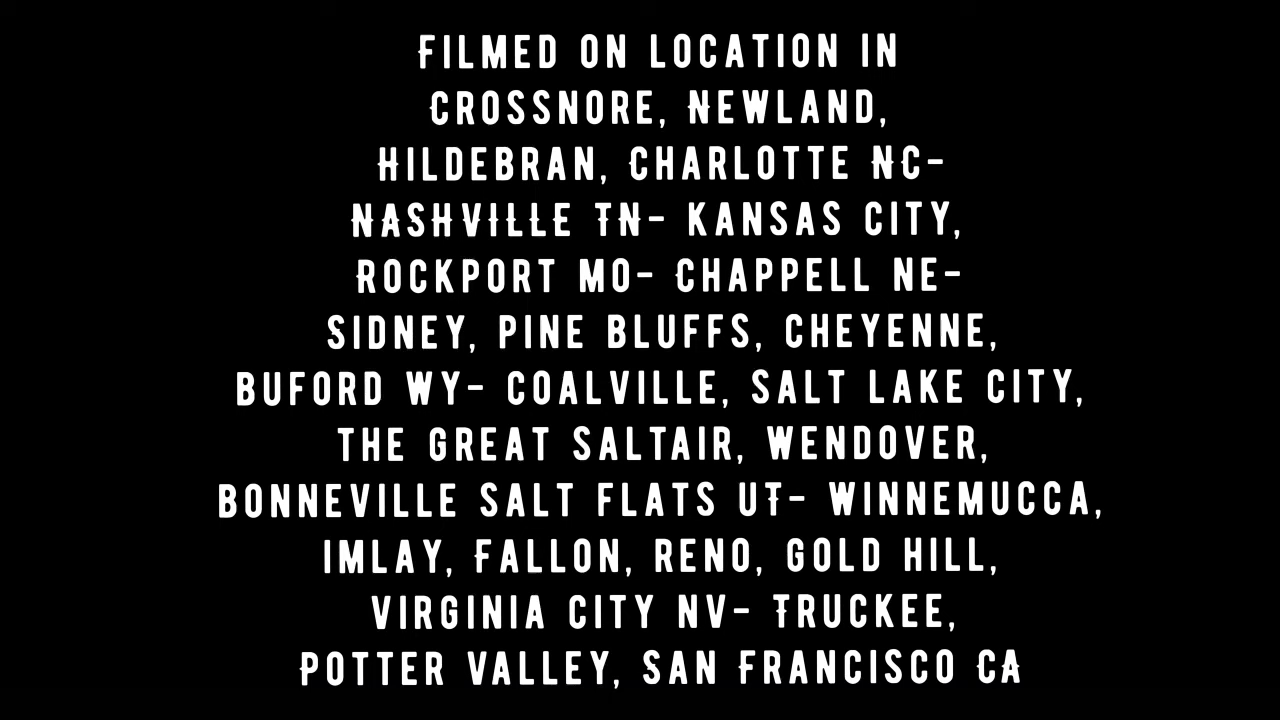 FILMED ON LOCATION IN
CROSSNORE, NEWLAND,
HILDEBRAN, CHARLOTTE NC-
NASHVILLE TN- KANSAS CITY,
ROCKPORT MO- CHAPPELL NE-
SIDNEY, PINE BLUFFS, CHEYENNE,
BUFORD WY- COALVILLE, SALT LAKE CITY,
THE GREAT SALTAIR, WENDOVER,
BONNEVILLE SALT FLATS UT- WINNEMUCCA,
IMLAY, FALLON, RENO, GOLD HILL,
VIRGINIA CITY NV- TRUCKEE,
POTTER VALLEY, SAN FRANCISCO CA